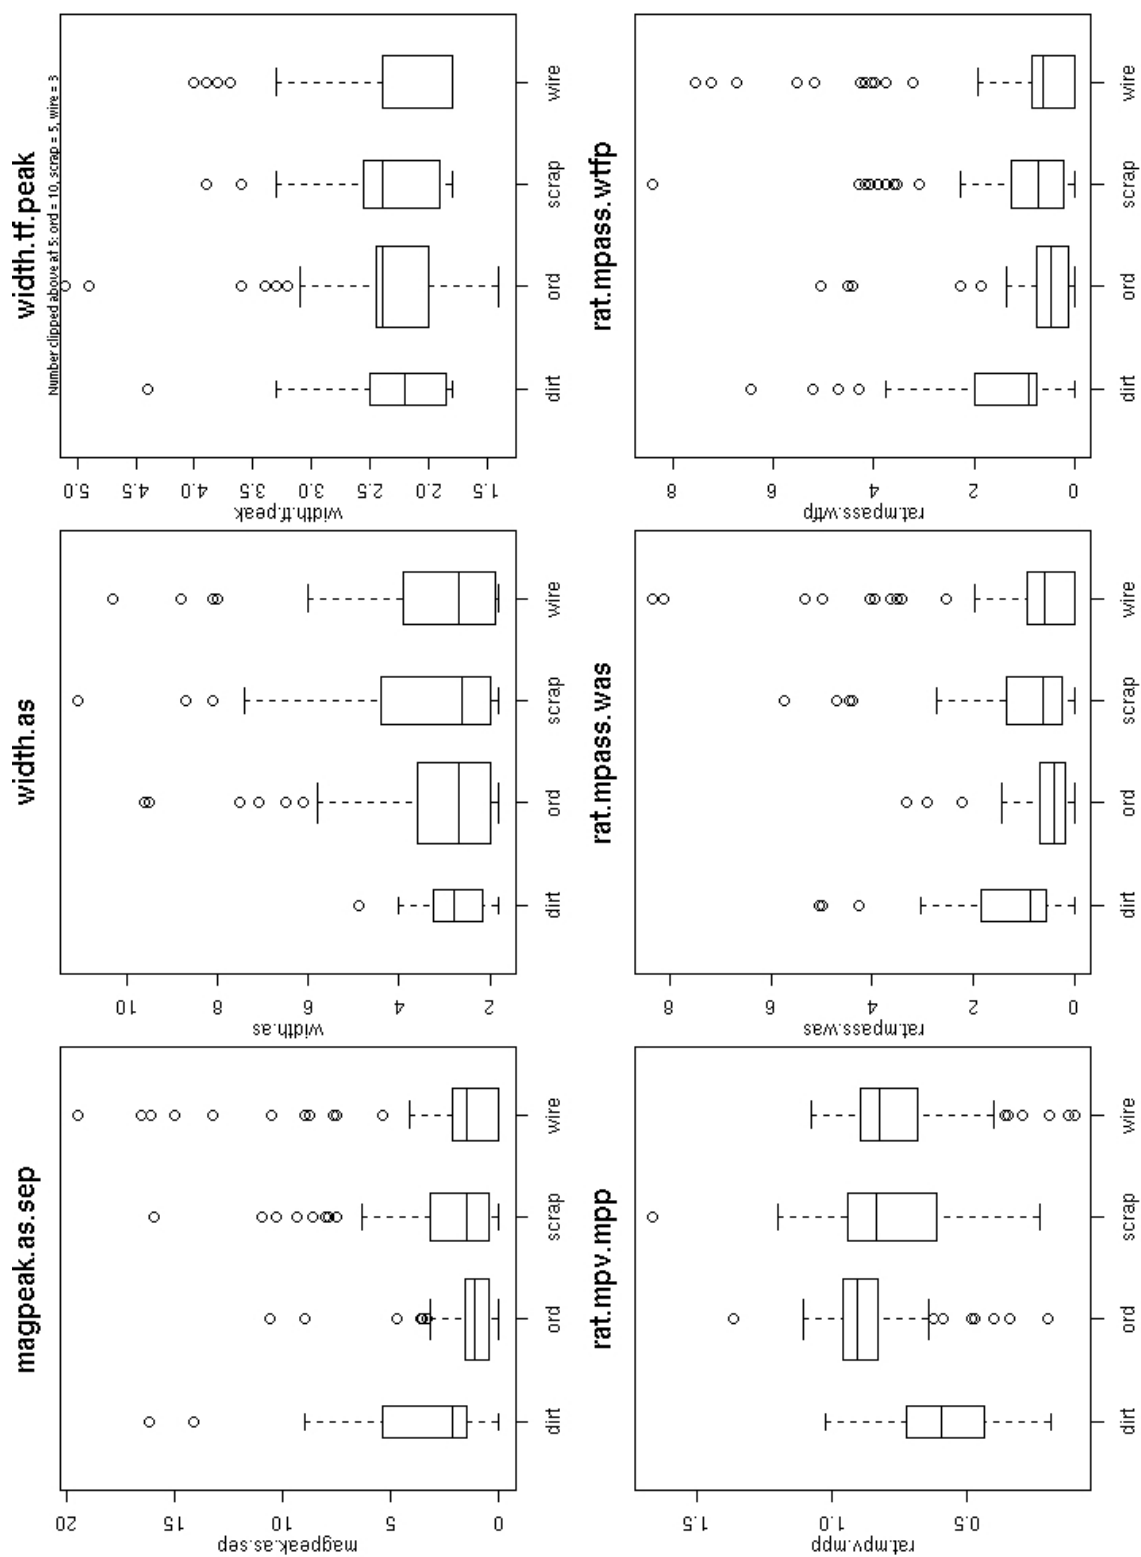 magpeak.as.sep
magpeak.as.sep
20
15
10
5
0
dirt ord scrap wire
width.as
width.as
10
8
6
4
2
dirt ord scrap wire
width.tf.peak
Number clipped above at 5: ord = 10, scrap = 5, wire = 3
width.tf.peak
5.0
4.5
4.0
3.5
3.0
2.5
2.0
1.5
dirt ord scrap wire
rat.mpv.mpp
rat.mpv.mpp
1.5
1.0
0.5
dirt ord scrap wire
rat.mpass.was
rat.mpass.was
8
6
4
2
0
dirt ord scrap wire
rat.mpass.wtfp
rat.mpass.wtfp
8
6
4
2
0
dirt ord scrap wire